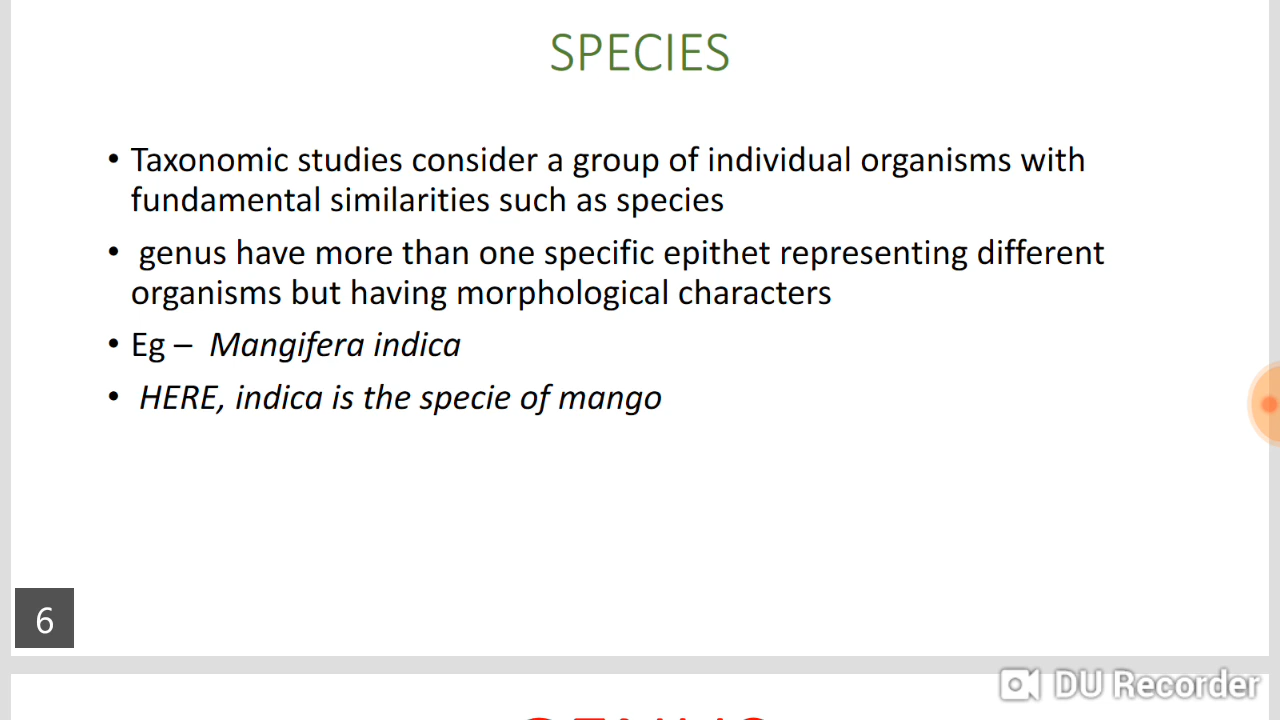 SPECIES
• Taxonomic studies consider a group of individual organisms with
fundamental similarities such as species
• genus have more than one specific epithet representing different
organisms but having morphological characters
• Eg – Mangifera indica
• HERE, indica is the specie of mango
6
DU Recorder